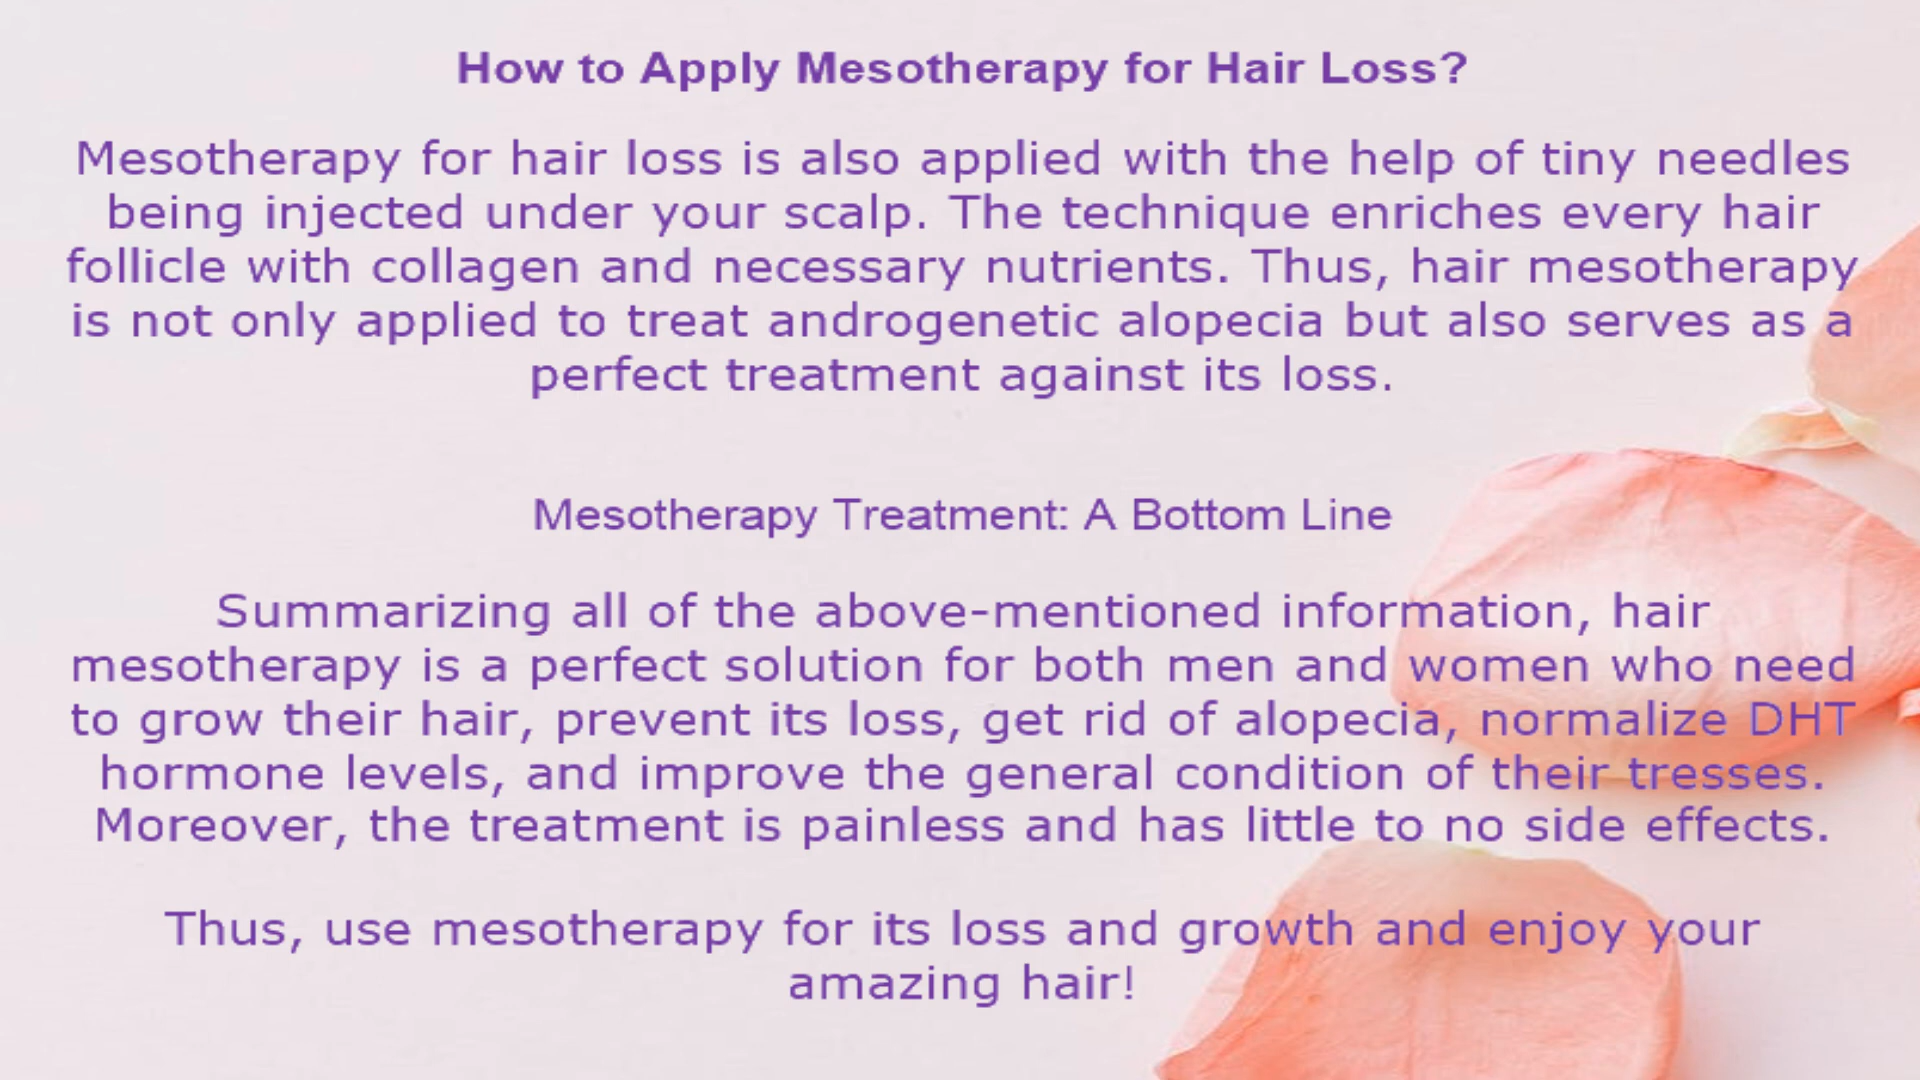 How to Apply Mesotherapy for Hair Loss?
Mesotherapy for hair loss is also applied with the help of tiny needles
being injected under your scalp. The technique enriches every hair
follicle with collagen and necessary nutrients. Thus, hair mesotherapy
is not only applied to treat androgenetic alopecia but also serves as a
perfect treatment against its loss.
Mesotherapy Treatment: A Bottom Line
Summarizing all of the above-mentioned information, hair
mesotherapy is a perfect solution for both men and women who need
to grow their hair, prevent its loss, get rid of alopecia, normalize DHT
hormone levels, and improve the general condition of their tresses.
Moreover, the treatment is painless and has little to no side effects.
Thus, use mesotherapy for its loss and growth and enjoy your
amazing hair!